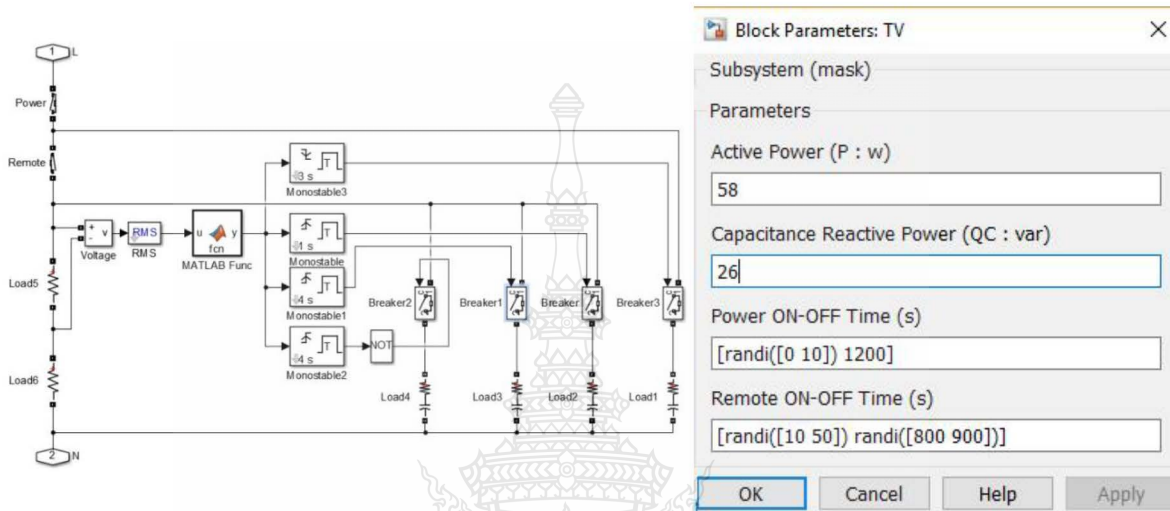 1 L
Power
Remote
3 s
Monostable3
+ v
-
Voltage
RMS
RMS
u y
fcn
MATLAB Func
1 s
Monostable
4 s
Monostable1
4 s
Monostable2
NOT
Load5
Load6
Breaker2
Breaker1
Breaker
Breaker3
Load4
Load3
Load2
Load1
2 N
Block Parameters: TV
Subsystem (mask)
Parameters
Active Power (P : w)
58
Capacitance Reactive Power (QC : var)
26
Power ON-OFF Time (s)
[randi([0 10]) 1200]
Remote ON-OFF Time (s)
[randi([10 50]) randi([800 900])]
OK Cancel Help Apply